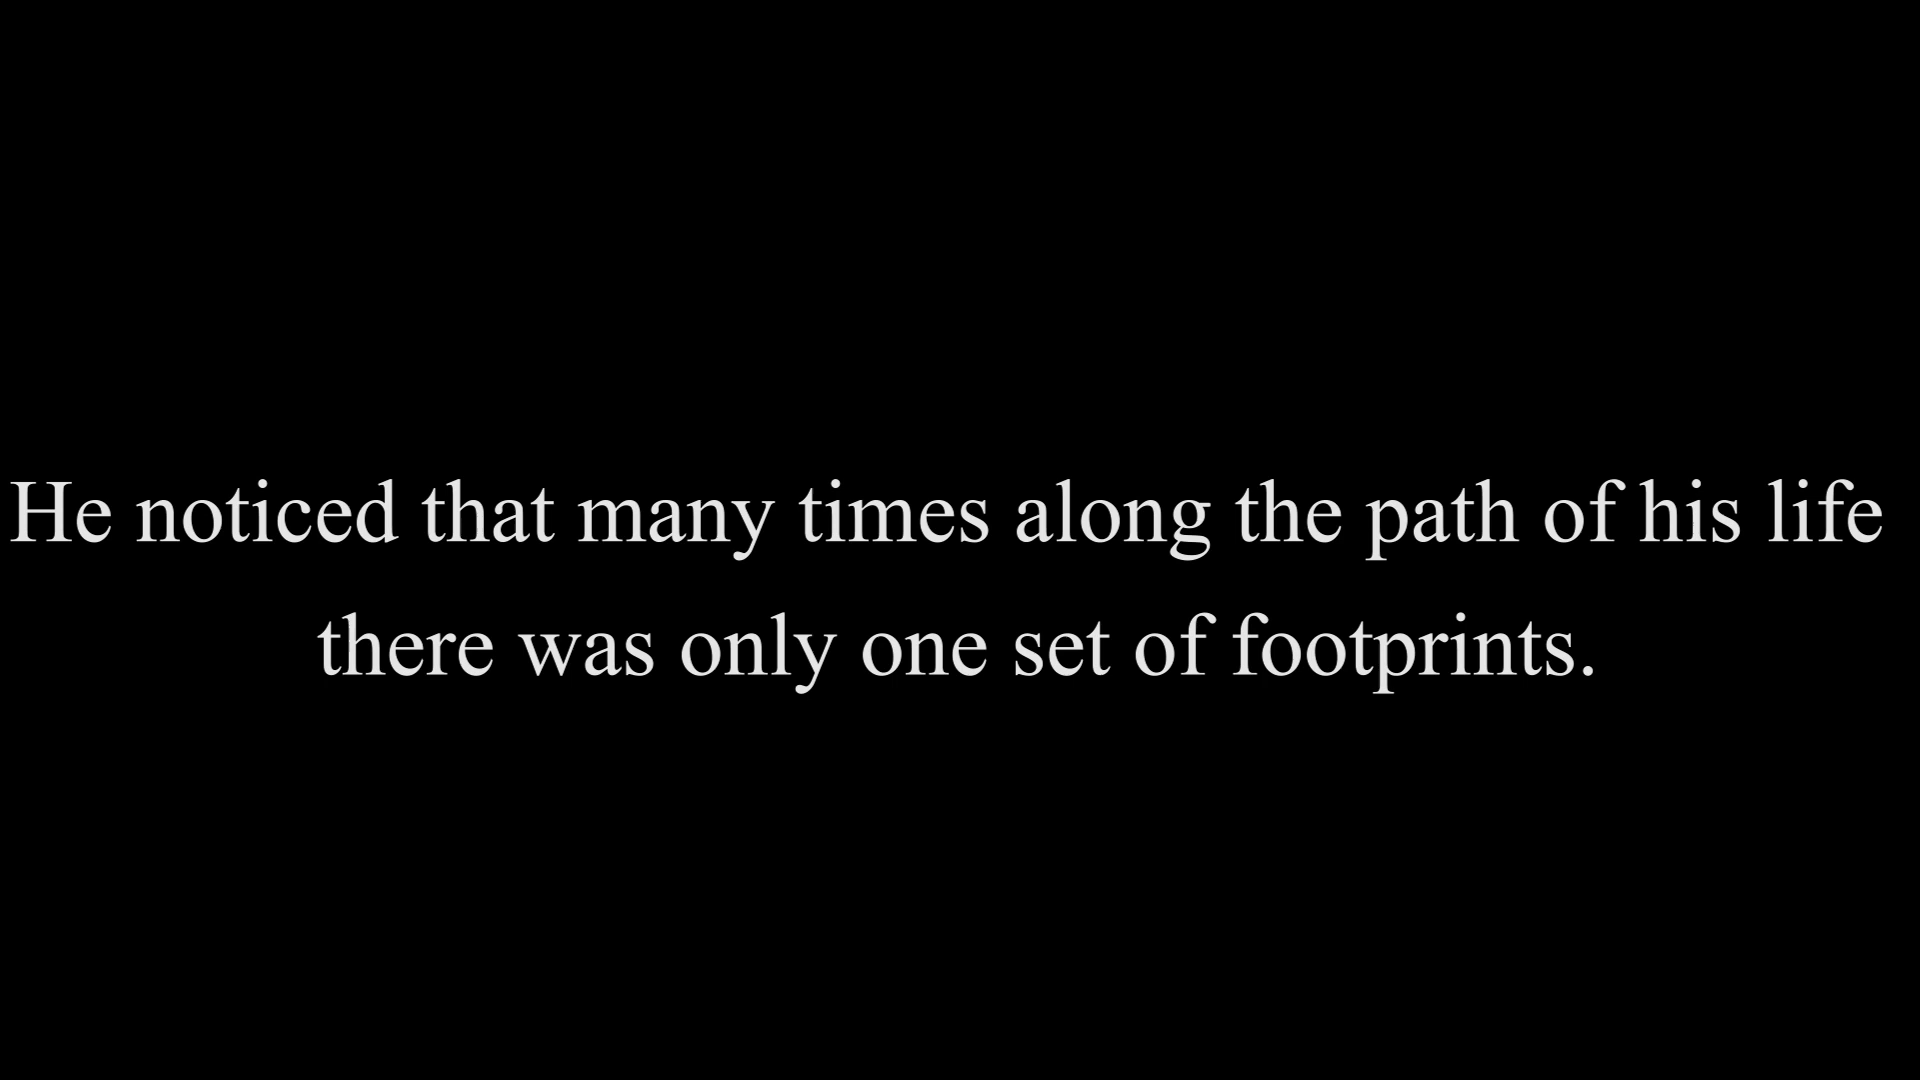 He noticed that many times along the path of his life
there was only one set of footprints.